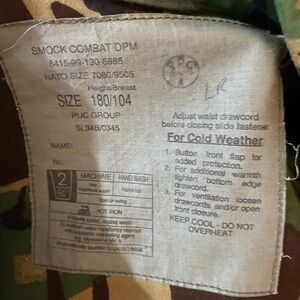 SMOCK COMBAT DPM
8415-99-130-5885
NATO SIZE 7080/95C5
Height/Breast
SIZE 180/104
PUC GROUP
SL34B/0345
NAME:
No:
LR
Adjust waist drawcord
before closing slide fastener
For Cold Weather
1. Button front flap for
added protection.
2. For additional warmth
tighten bottom edge
drawcord.
3. For ventilation loosen
drawcords and/or open
front closure.
KEEP COOL - DO NOT
OVERHEAT
2
MACHINE
HAND WASH
HOT IRON